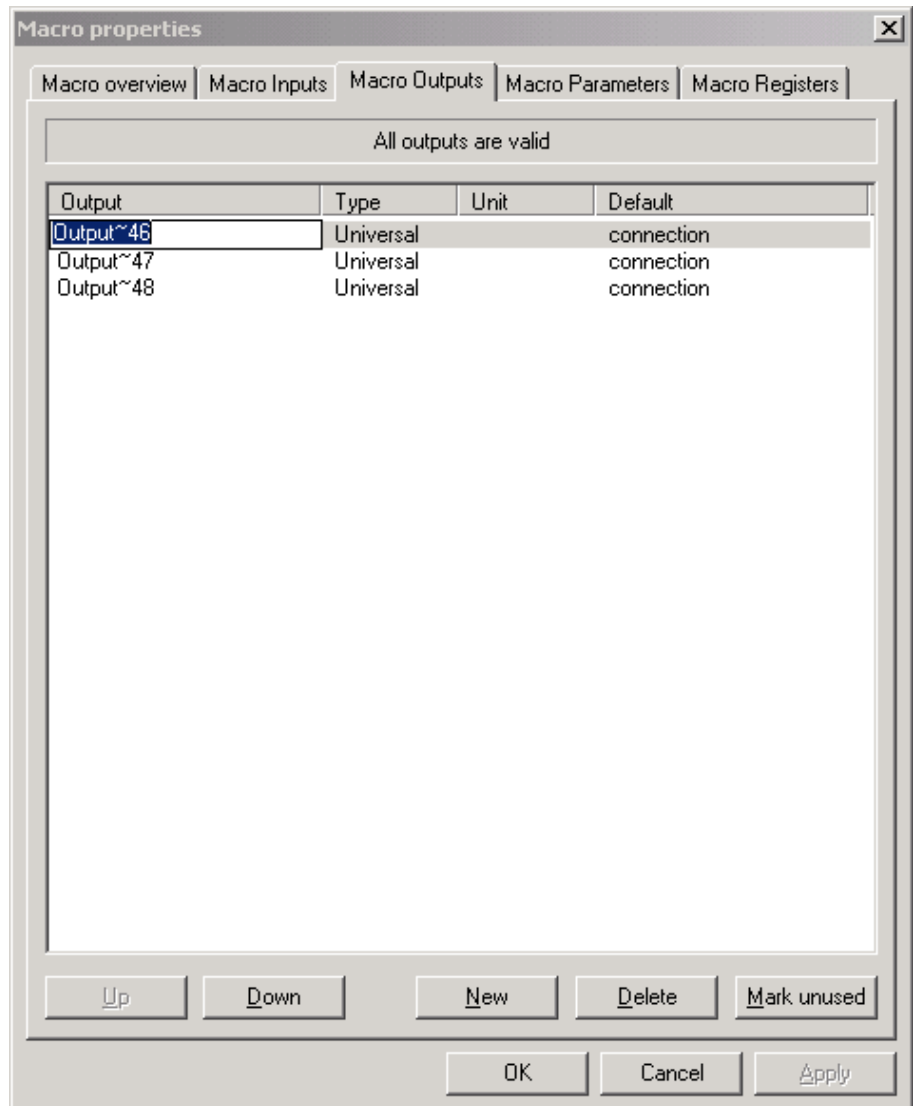 Macro properties
Macro overview Macro Inputs Macro Outputs Macro Parameters Macro Registers
All outputs are valid
Output Type Unit Default
Output~46 Universal connection
Output~47 Universal connection
Output~48 Universal connection
Up Down New Delete Mark unused
OK Cancel Apply